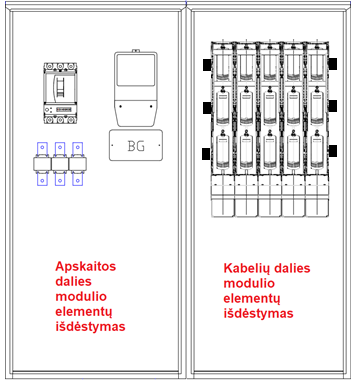 BG
Apskaitos
dalies
modulio
elementų
išdėstymas
Kabelių dalies
modulio
elementų
išdėstymas